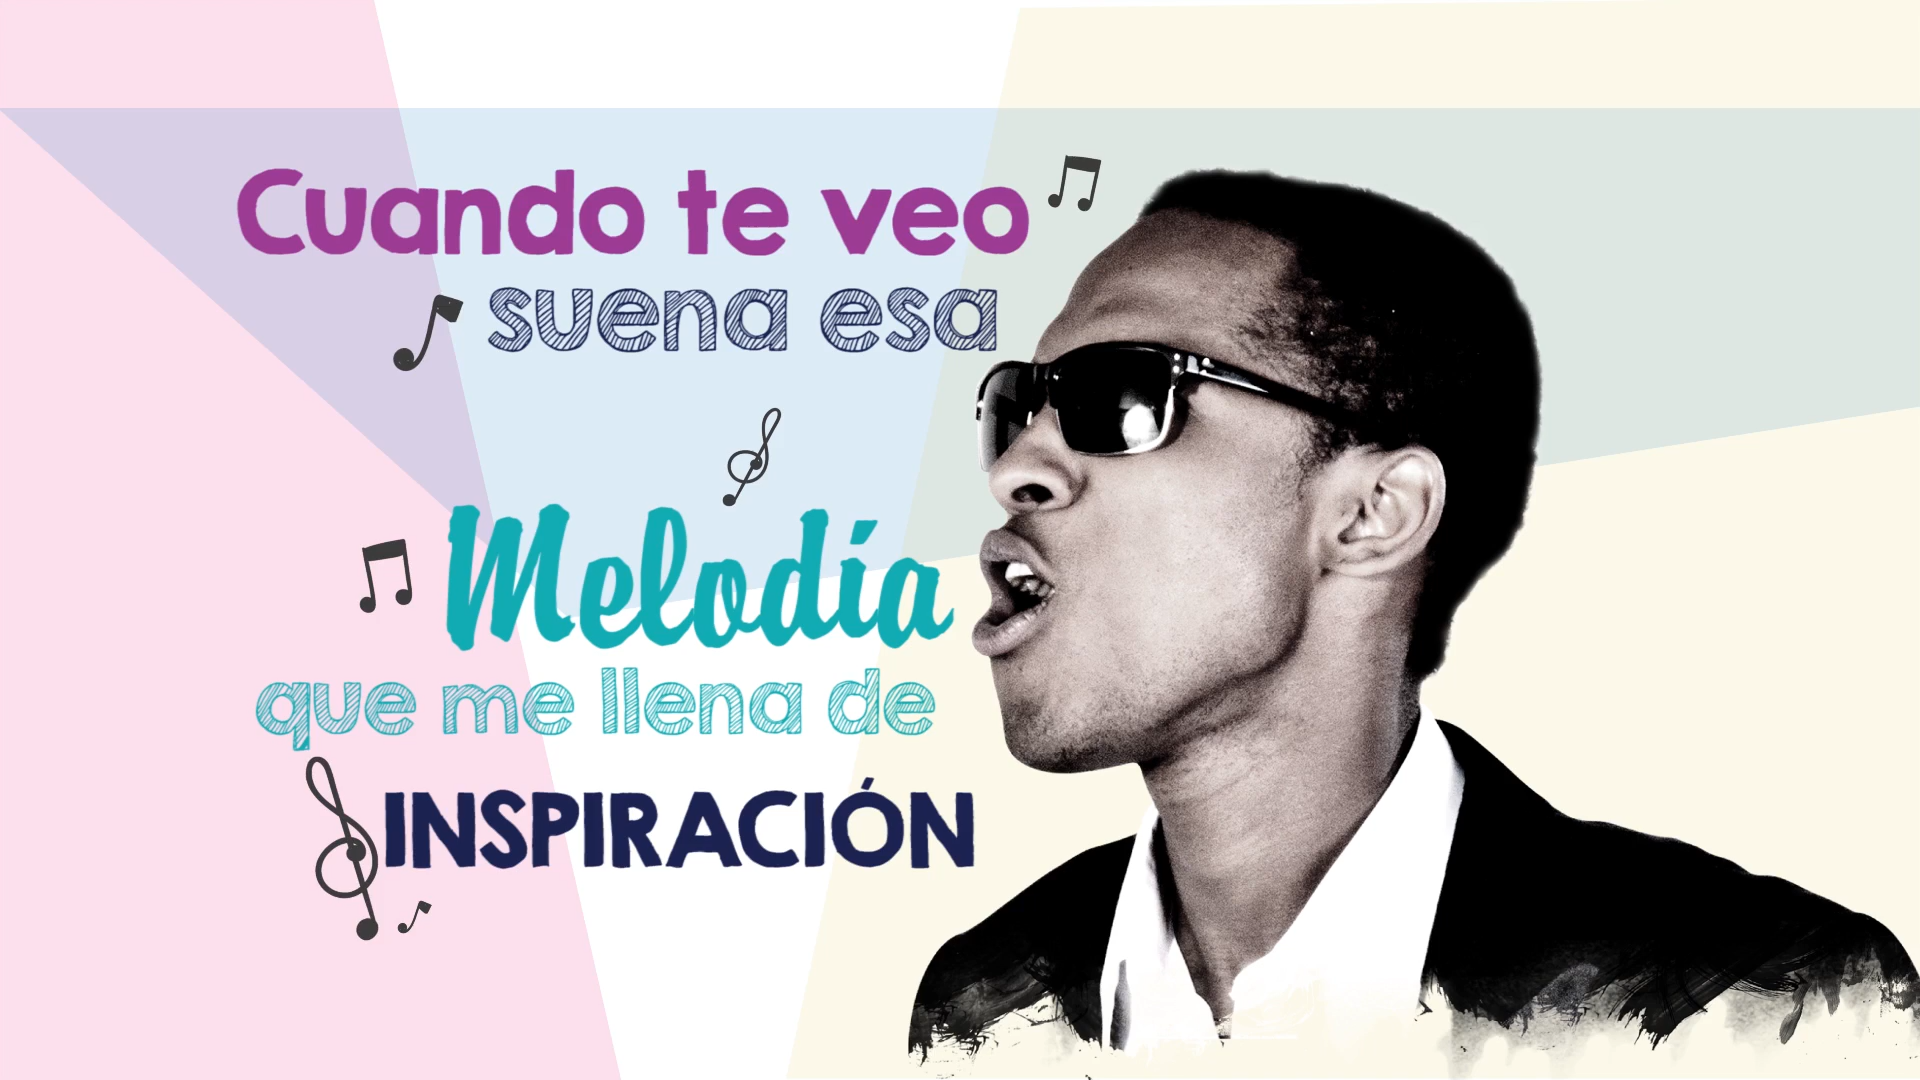 Cuando te veo
suena esa
Melodía
que me llena de
INSPIRACIÓN